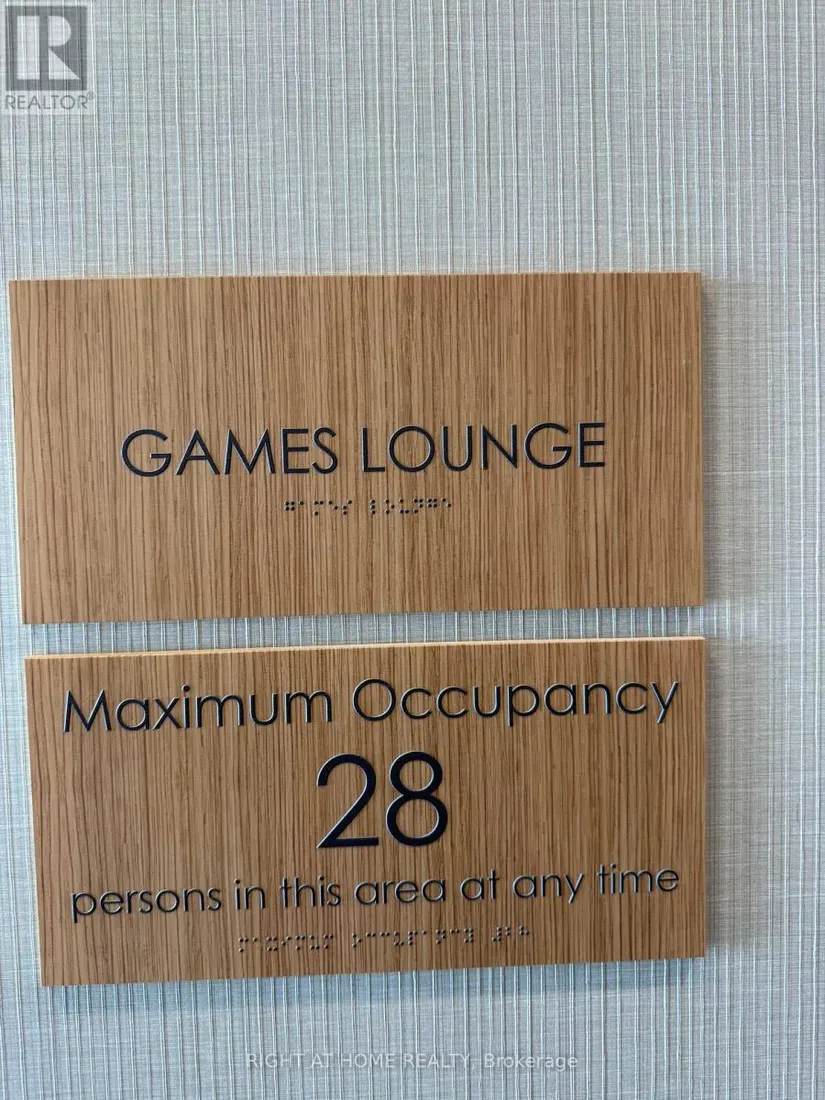 REALTOR®
GAMES LOUNGE
⠛⠁⠍⠑⠎ ⠇⠕⠥⠝⠛⠑
Maximum Occupancy
28
persons in this area at any time
RIGHT AT HOME REALTY, Brokerage